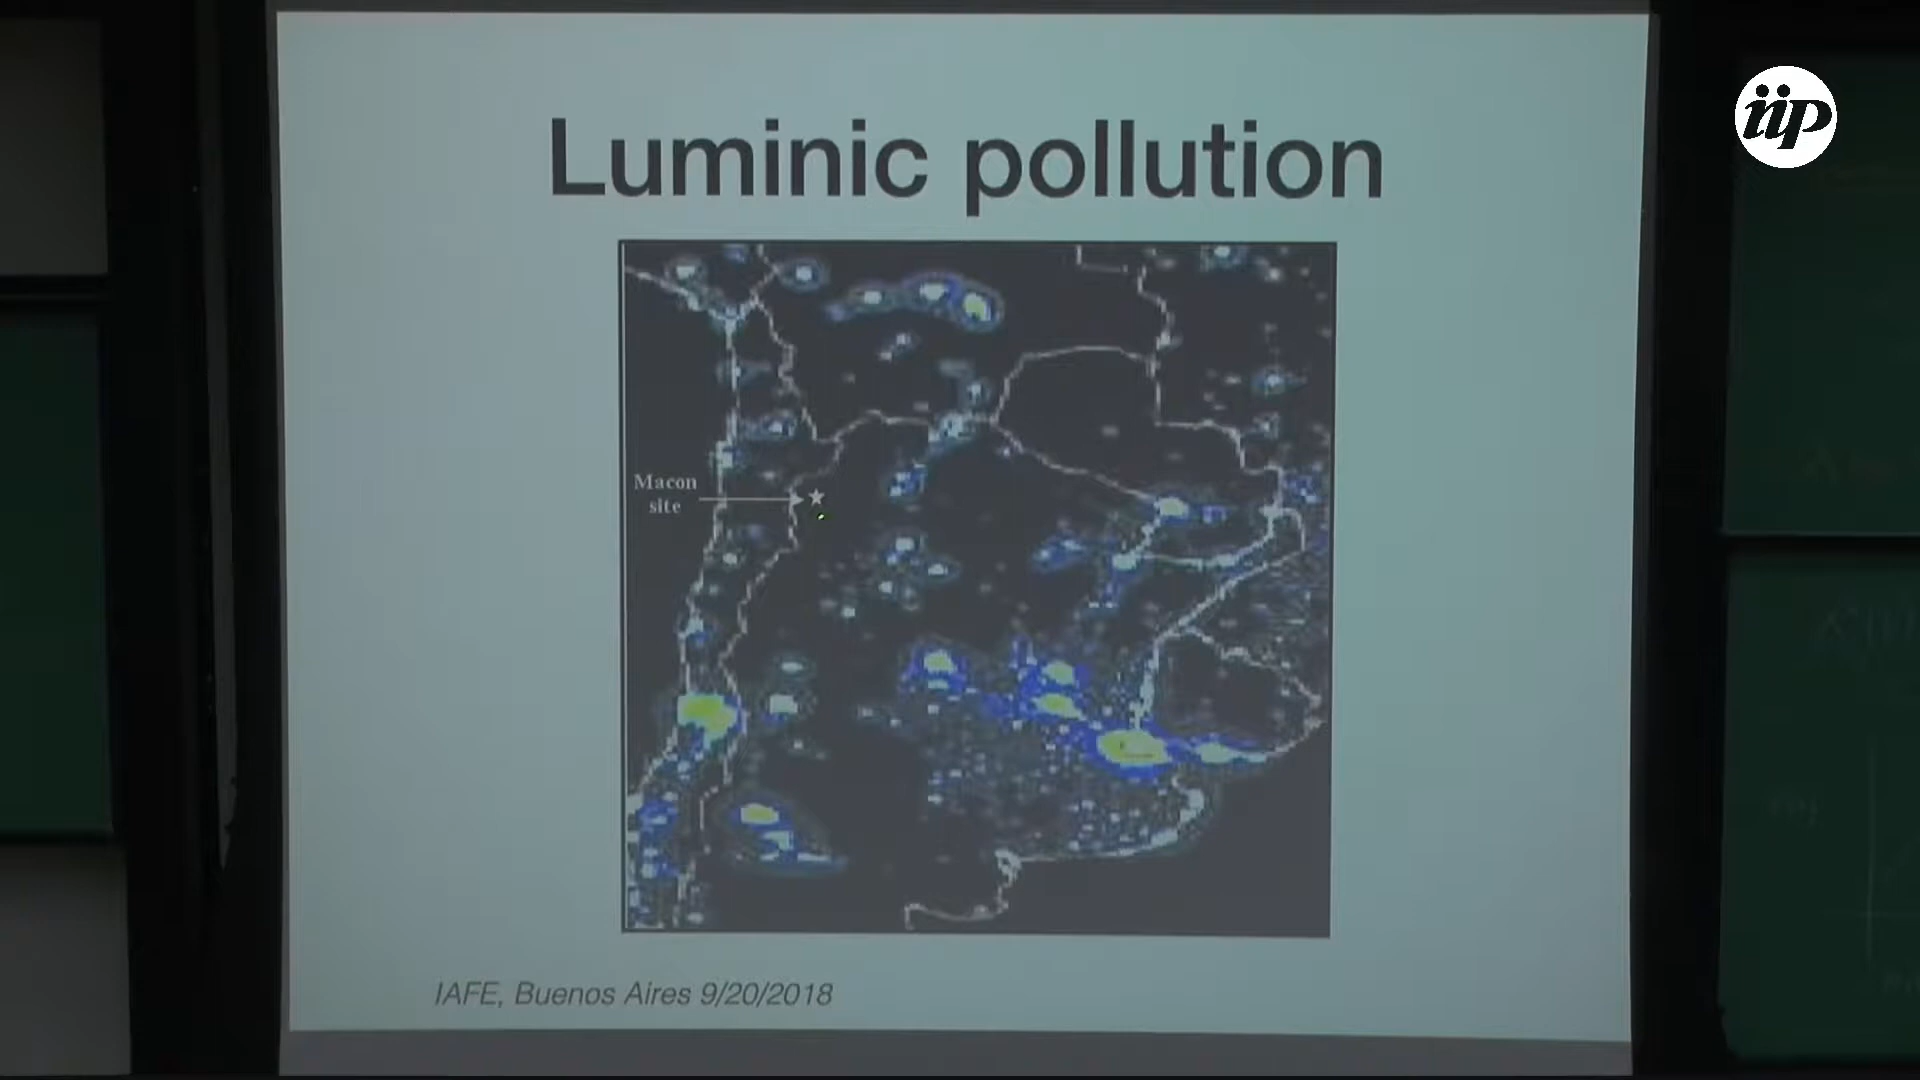 iip
Luminic pollution
Macon
site
IAFE, Buenos Aires 9/20/2018